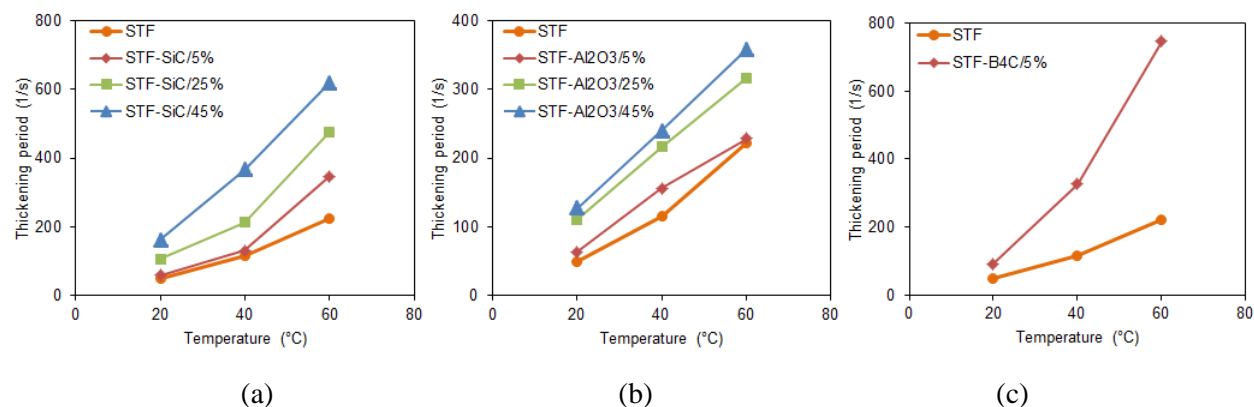 800
600
400
200
0
Thickening period (1/s)
STF
STF-SiC/5%
STF-SiC/25%
STF-SiC/45%
0 20 40 60 80
Temperature (°C)
(a)
400
300
200
100
0
Thickening period (1/s)
STF
STF-Al2O3/5%
STF-Al2O3/25%
STF-Al2O3/45%
0 20 40 60 80
Temperature (°C)
(b)
800
600
400
200
0
Thickening period (1/s)
STF
STF-B4C/5%
0 20 40 60 80
Temperature (°C)
(c)